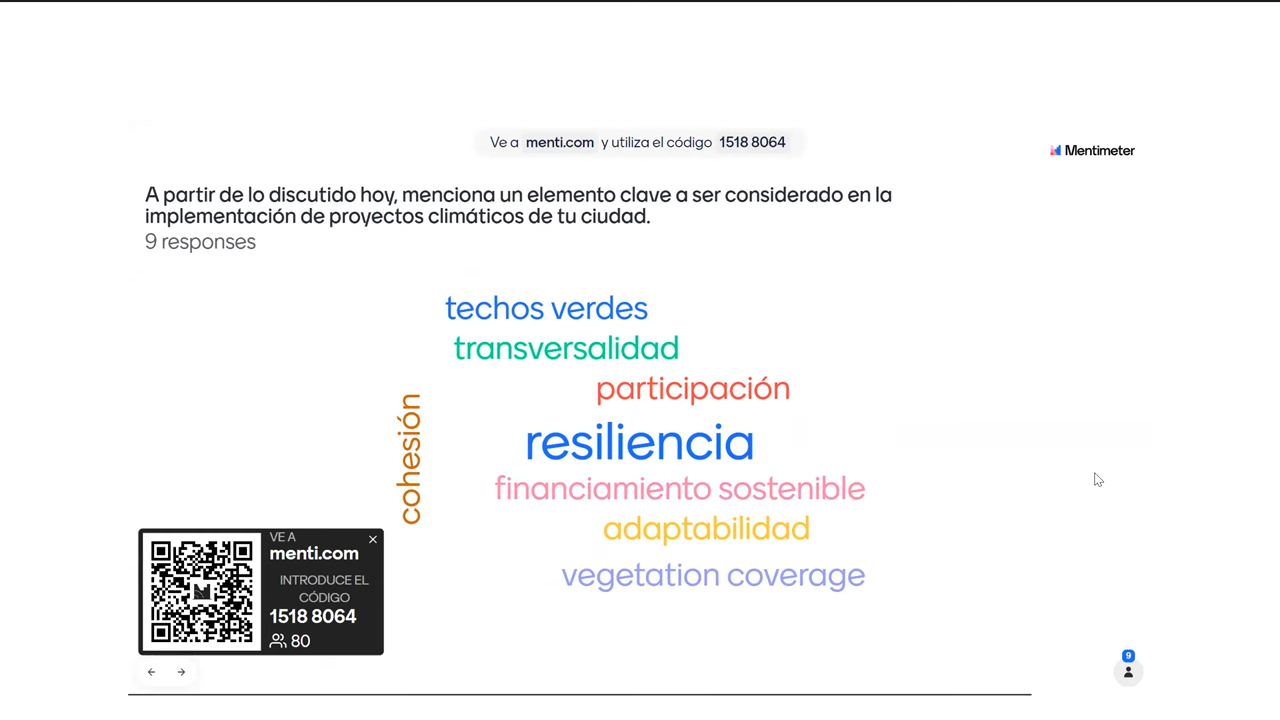 Ve a menti.com y utiliza el código 1518 8064
Mentimeter
A partir de lo discutido hoy, menciona un elemento clave a ser considerado en la
implementación de proyectos climáticos de tu ciudad.
9 responses
techos verdes
transversalidad
participación
cohesión
resiliencia
financiamiento sostenible
adaptabilidad
vegetation coverage
VE A
menti.com
INTRODUCE EL
CÓDIGO
1518 8064
80
9